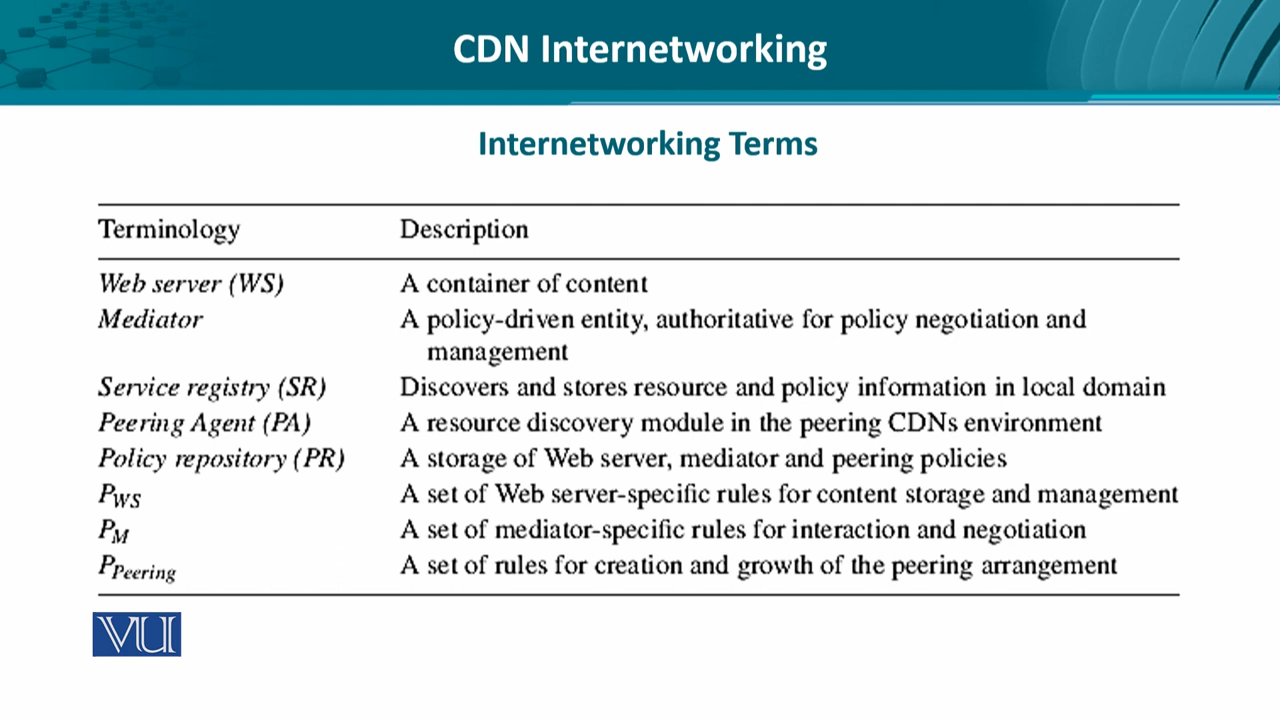 CDN Internetworking
Internetworking Terms
Terminology Description
Web server (WS) A container of content
Mediator A policy-driven entity, authoritative for policy negotiation and
management
Service registry (SR) Discovers and stores resource and policy information in local domain
Peering Agent (PA) A resource discovery module in the peering CDNs environment
Policy repository (PR) A storage of Web server, mediator and peering policies
P_WS A set of Web server-specific rules for content storage and management
P_M A set of mediator-specific rules for interaction and negotiation
P_Peering A set of rules for creation and growth of the peering arrangement
VU